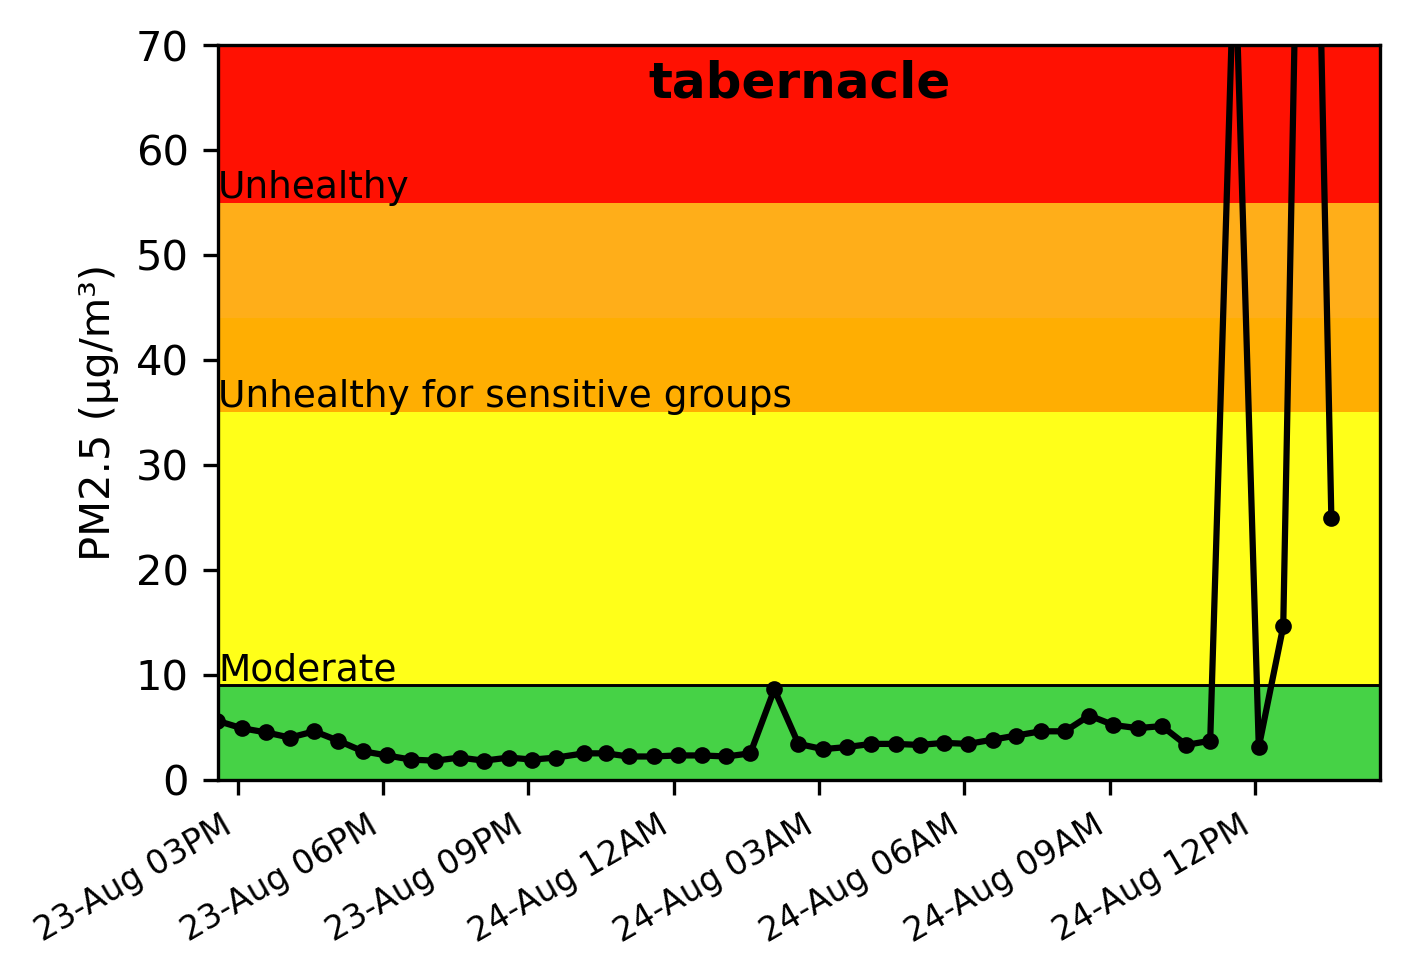 tabernacle
70
60
50
40
30
20
10
0
PM2.5 (μg/m³)
Unhealthy
Unhealthy for sensitive groups
Moderate
23-Aug 03PM
23-Aug 06PM
23-Aug 09PM
24-Aug 12AM
24-Aug 03AM
24-Aug 06AM
24-Aug 09AM
24-Aug 12PM